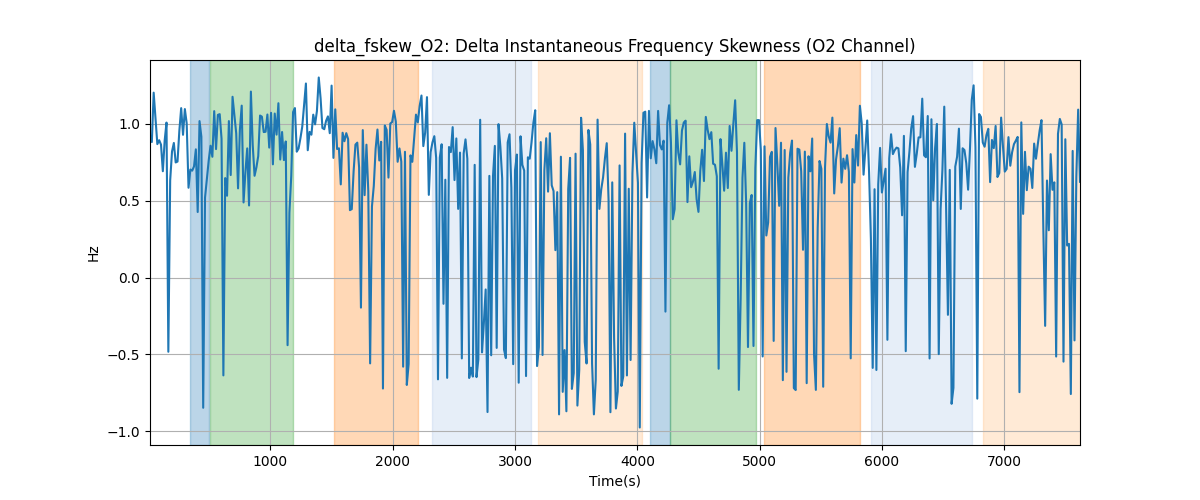 delta_fskew_O2: Delta Instantaneous Frequency Skewness (O2 Channel)
Hz
1.0
0.5
0.0
−0.5
−1.0
1000 2000 3000 4000 5000 6000 7000
Time(s)